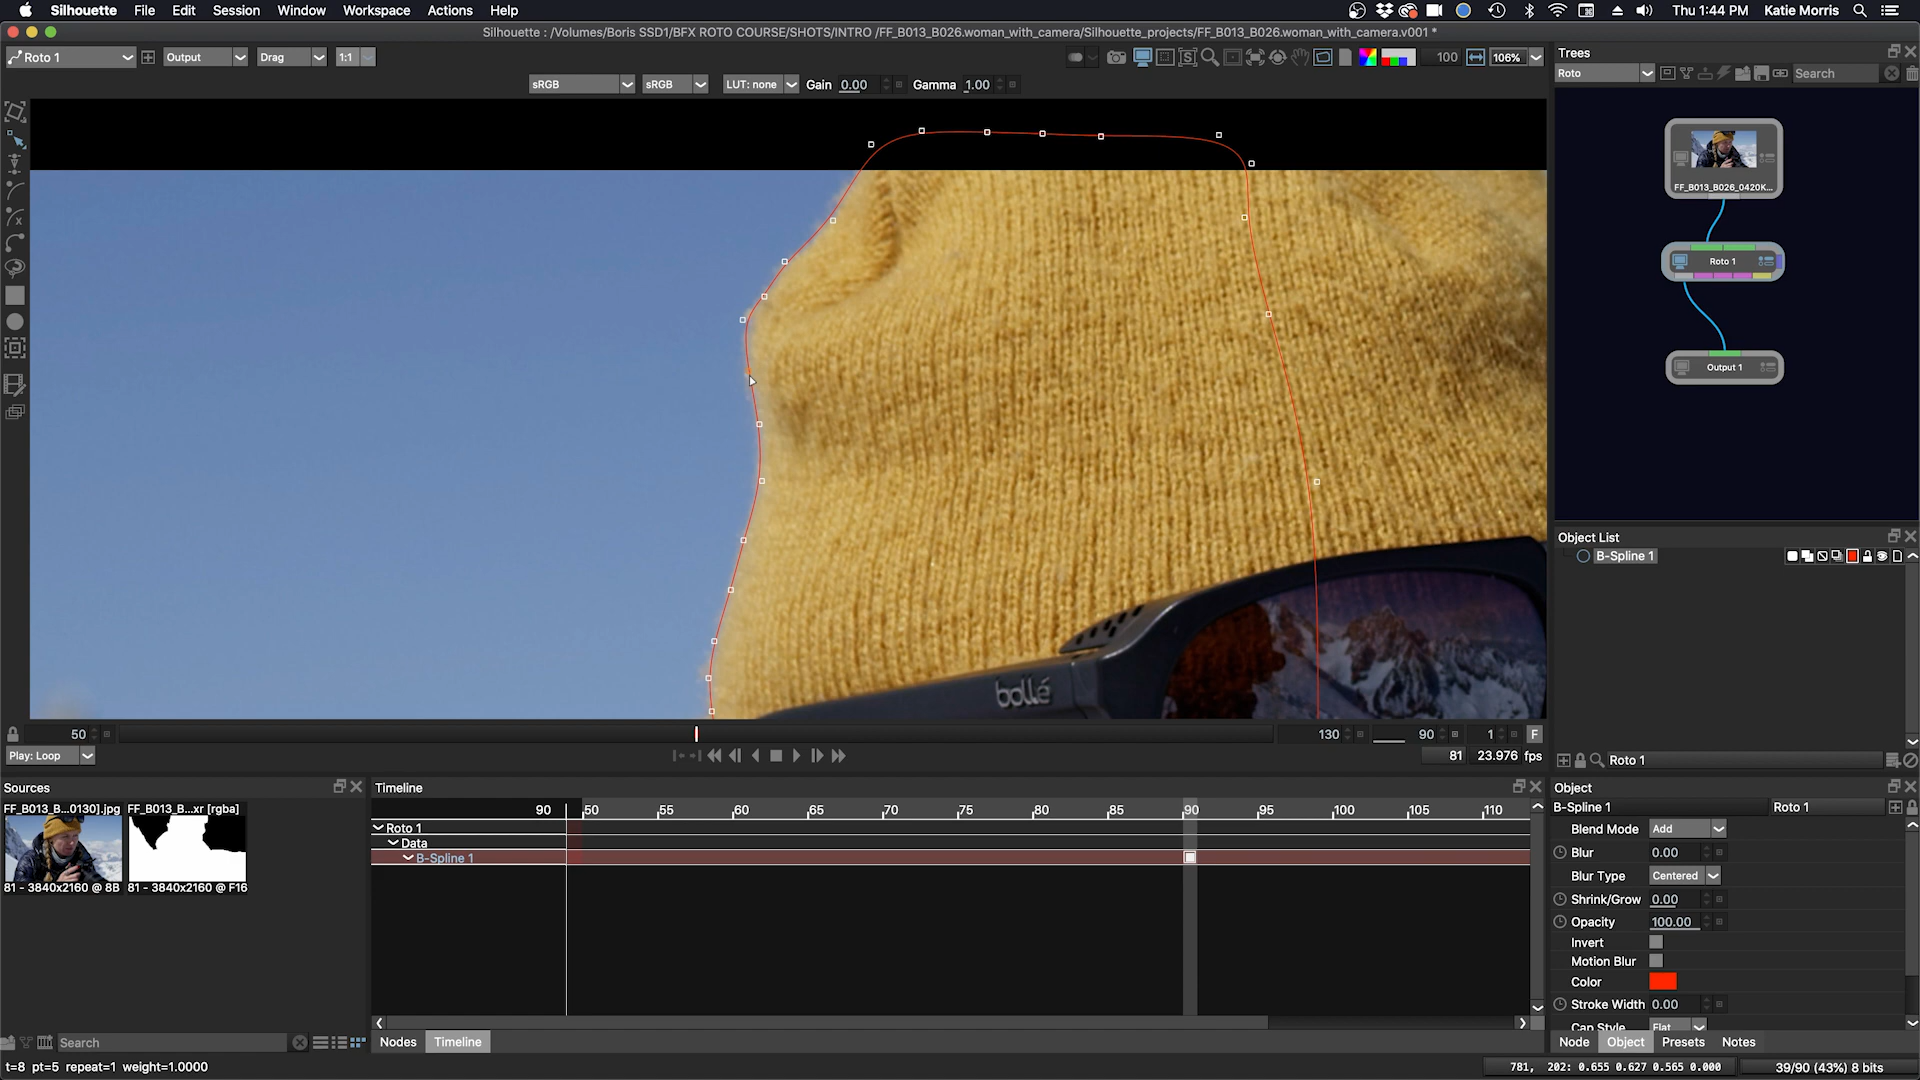 Silhouette File Edit Session Window Workspace Actions Help
Thu 1:44 PM Katie Morris
Silhouette : /Volumes/Boris SSD1/BFX ROTO COURSE/SHOTS/INTRO /FF_B013_B026.woman_with_camera/Silhouette_projects/FF_B013_B026.woman_with_camera.v001 *
Roto 1 Output Drag 1:1 100 106%
sRGB sRGB LUT: none Gain 0.00 Gamma 1.00
Trees
Roto Search
FF_B013_B026_0420K...
Roto 1
Output 1
bollé
Object List
B-Spline 1
50 130 90 1 F
Play: Loop 81 23.976 fps
Roto 1
Sources
FF_B013_B...0130].jpg FF_B013_B...xr [rgba]
81 - 3840x2160 @ 8B 81 - 3840x2160 @ F16
Search
Timeline
90 50 55 60 65 70 75 80 85 90 95 100 105 110
Roto 1
Data
B-Spline 1
Nodes Timeline
Object
B-Spline 1 Roto 1
Blend Mode Add
Blur 0.00
Blur Type Centered
Shrink/Grow 0.00
Opacity 100.00
Invert
Motion Blur
Color
Stroke Width 0.00
Cap Style Flat
Node Object Presets Notes
t=8 pt=5 repeat=1 weight=1.0000
781, 202: 0.655 0.627 0.565 0.000 39/90 (43%) 8 bits